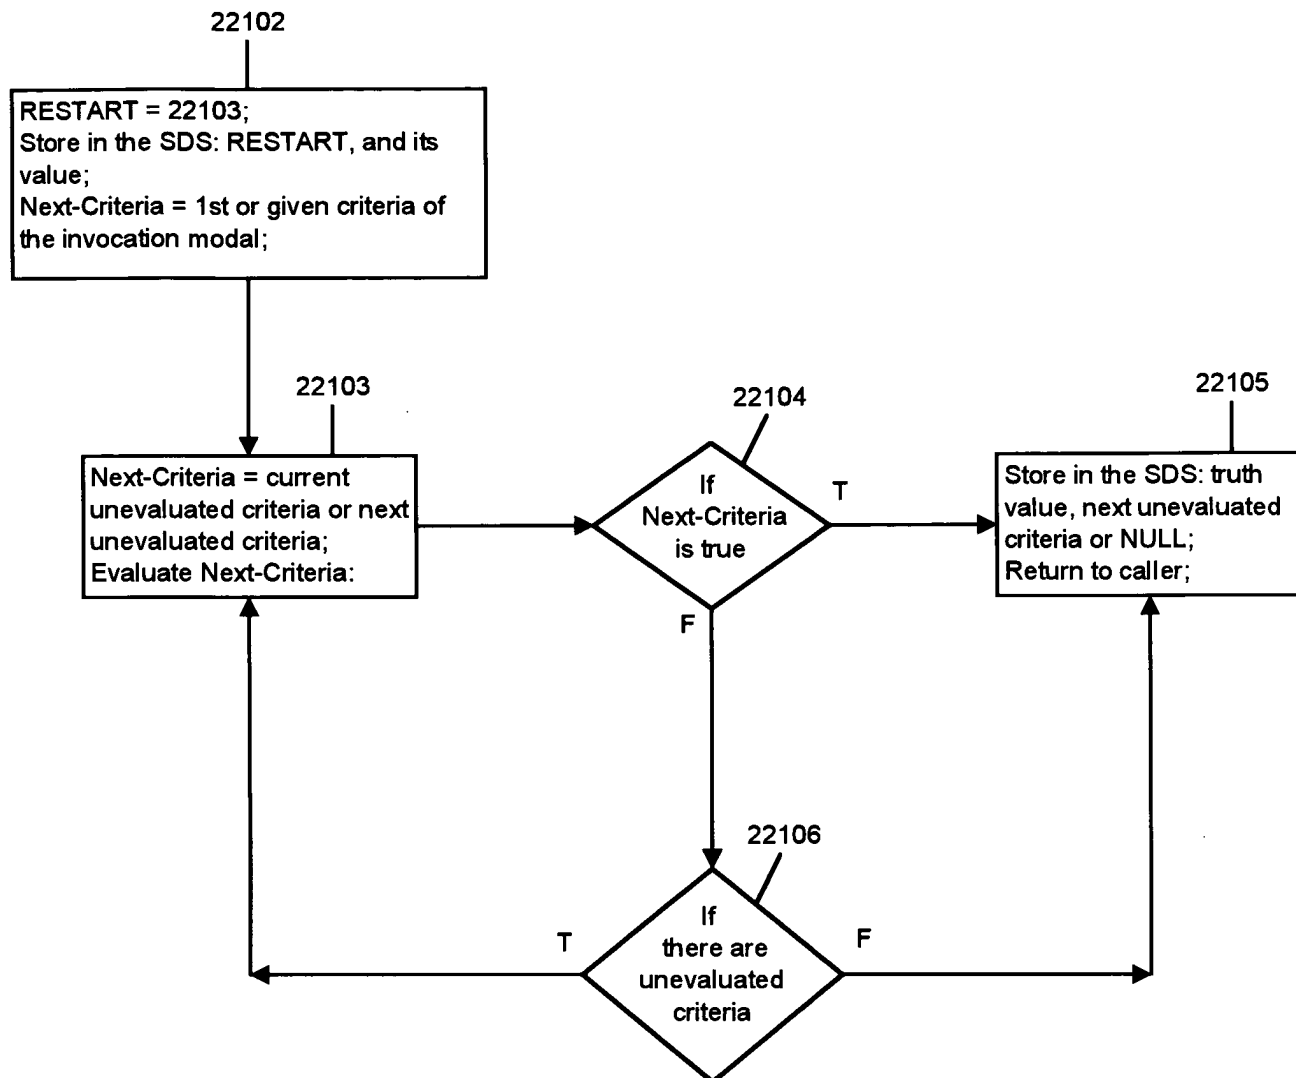 22102
RESTART = 22103;
Store in the SDS: RESTART, and its
value;
Next-Criteria = 1st or given criteria of
the invocation modal;
22103
Next-Criteria = current
unevaluated criteria or next
unevaluated criteria;
Evaluate Next-Criteria:
22104
If
Next-Criteria
is true
T
F
22105
Store in the SDS: truth
value, next unevaluated
criteria or NULL;
Return to caller;
22106
If
there are
unevaluated
criteria
T
F